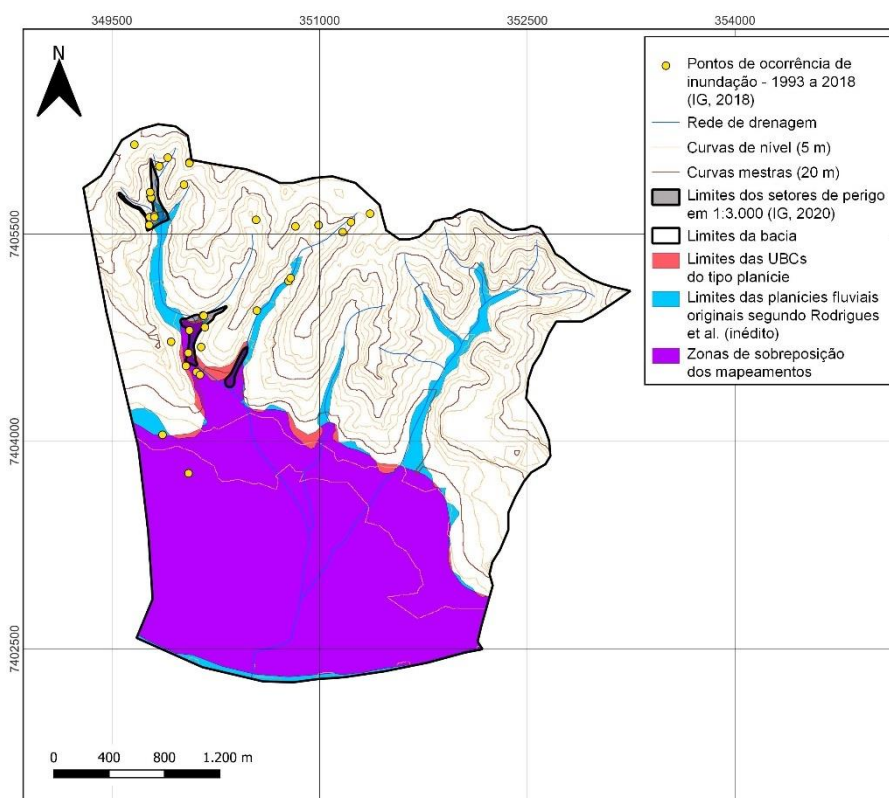 349500 351000 352500 354000
N
7405500
7404000
7402500
Pontos de ocorrência de
inundação - 1993 a 2018
(IG, 2018)
Rede de drenagem
Curvas de nível (5 m)
Curvas mestras (20 m)
Limites dos setores de perigo
em 1:3.000 (IG, 2020)
Limites da bacia
Limites das UBCs
do tipo planície
Limites das planícies fluviais
originais segundo Rodrigues
et al. (inédito)
Zonas de sobreposição
dos mapeamentos
0 400 800 1.200 m